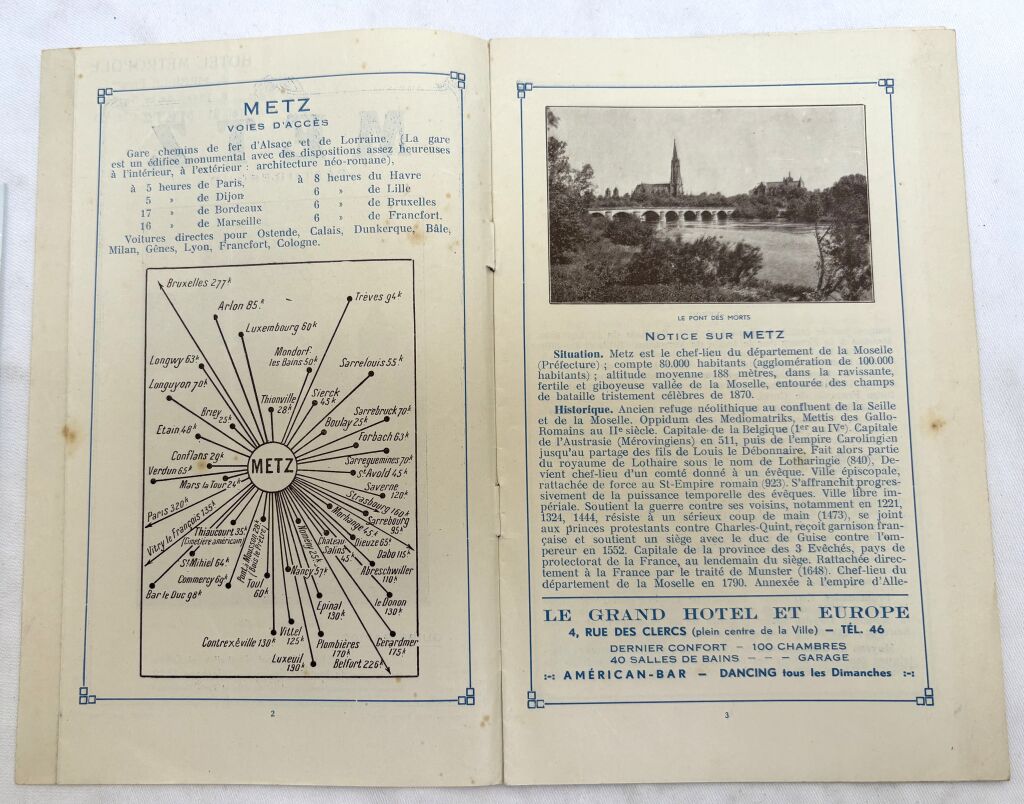 METZ
VOIES D'ACCÈS
Gare chemins de fer d'Alsace et de Lorraine. (La gare
est un édifice monumental avec des dispositions assez heureuses
à l'intérieur, à l'extérieur : architecture néo-romane),
à 5 heures de Paris, à 8 heures du Havre
5 » de Dijon 6 » de Lille
17 » de Bordeaux 6 » de Bruxelles
16 » de Marseille 6 » de Francfort.
Voitures directes pour Ostende, Calais, Dunkerque, Bâle,
Milan, Gênes, Lyon, Francfort, Cologne.
Bruxelles 277k
Trèves 94k
Arlon 85k
Luxembourg 60k
Mondorf
les Bains 50k
Longwy 63k
Sarrelouis 55k
Longuyon 70k
Thionville
28k
Sierck
45k
Briey
25k
Boulay 25k
Sarrebruck 70k
Etain 48k
Forbach 63k
Conflans 29k
METZ
Sarreguemines 70k
Verdun 65k
St Avold 45k
Mars la Tour 24k
Saverne
120k
Paris 320k
Strasbourg 160k
Vitry le François 135k
Morhange 45k
Sarrebourg
95k
Thiaucourt 35k
(Cimetière américain)
Pont à Mousson 28k
(Bois le Prêtre)
Nomény 25k
Château
Salins
45k
Dieuze 65k
Dabo 115k
St Mihiel 64k
Abreschwiller
110k
Commercy 69k
Toul
60k
Nancy 57k
Bar le Duc 98k
Epinal
130k
le Donon
130k
Contrexéville 130k
Vittel
125k
Plombières
170k
Gérardmer
175k
Luxeuil
190k
Belfort 226k
2
LE PONT DES MORTS
NOTICE SUR METZ
Situation. Metz est le chef-lieu du département de la Moselle
(Préfecture) ; compte 80.000 habitants (agglomération de 100.000
habitants) ; altitude moyenne 188 mètres, dans la ravissante,
fertile et giboyeuse vallée de la Moselle, entourée des champs
de bataille tristement célèbres de 1870.
Historique. Ancien refuge néolithique au confluent de la Seille
et de la Moselle. Oppidum des Mediomatriks, Mettis des Gallo-
Romains au IIe siècle. Capitale de la Belgique (1er au IVe). Capitale
de l'Austrasie (Mérovingiens) en 511, puis de l'empire Carolingien
jusqu'au partage des fils de Louis le Débonnaire. Fait alors partie
du royaume de Lothaire sous le nom de Lotharingie (840). De-
vient chef-lieu d'un comté donné à un évêque. Ville épiscopale,
rattachée de force au St-Empire romain (923). S'affranchit progres-
sivement de la puissance temporelle des évêques. Ville libre im-
périale. Soutient la guerre contre ses voisins, notamment en 1221,
1324, 1444, résiste à un sérieux coup de main (1473), se joint
aux princes protestants contre Charles-Quint, reçoit garnison fran-
çaise et soutient un siège avec le duc de Guise contre l'em-
pereur en 1552. Capitale de la province des 3 Evêchés, pays de
protectorat de la France, au lendemain du siège. Rattachée direc-
tement à la France par le traité de Munster (1648). Chef-lieu du
département de la Moselle en 1790. Annexée à l'empire d'Alle-
LE GRAND HOTEL ET EUROPE
4, RUE DES CLERCS (plein centre de la Ville) – TÉL. 46
DERNIER CONFORT – 100 CHAMBRES
40 SALLES DE BAINS – – – GARAGE
:-: AMÉRICAN-BAR – DANCING tous les Dimanches :-:
3